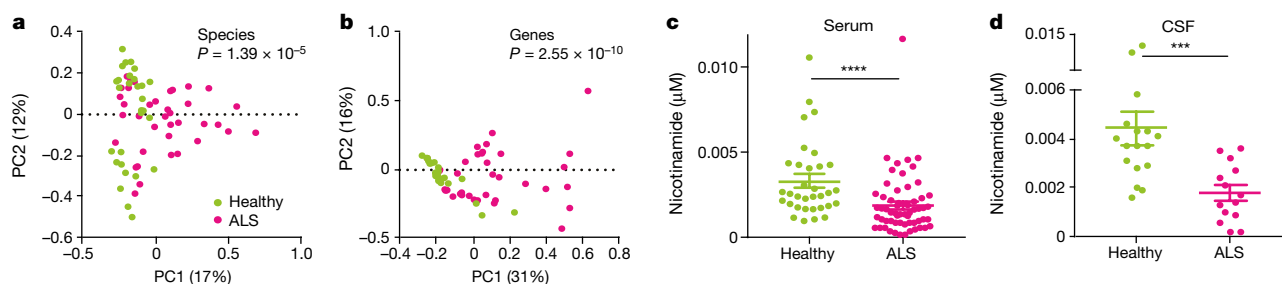 a
Species
P = 1.39 × 10⁻⁵
0.4
0.2
0
−0.2
−0.4
−0.6
PC2 (12%)
Healthy
ALS
−0.5
0
0.5
1.0
PC1 (17%)
b
Genes
P = 2.55 × 10⁻¹⁰
1.0
0.5
0
−0.5
PC2 (16%)
−0.4
−0.2
0
0.2
0.4
0.6
0.8
PC1 (31%)
c
Serum
****
0.010
0.005
0
Nicotinamide (μM)
Healthy
ALS
d
CSF
***
0.015
0.006
0.004
0.002
0
Nicotinamide (μM)
Healthy
ALS